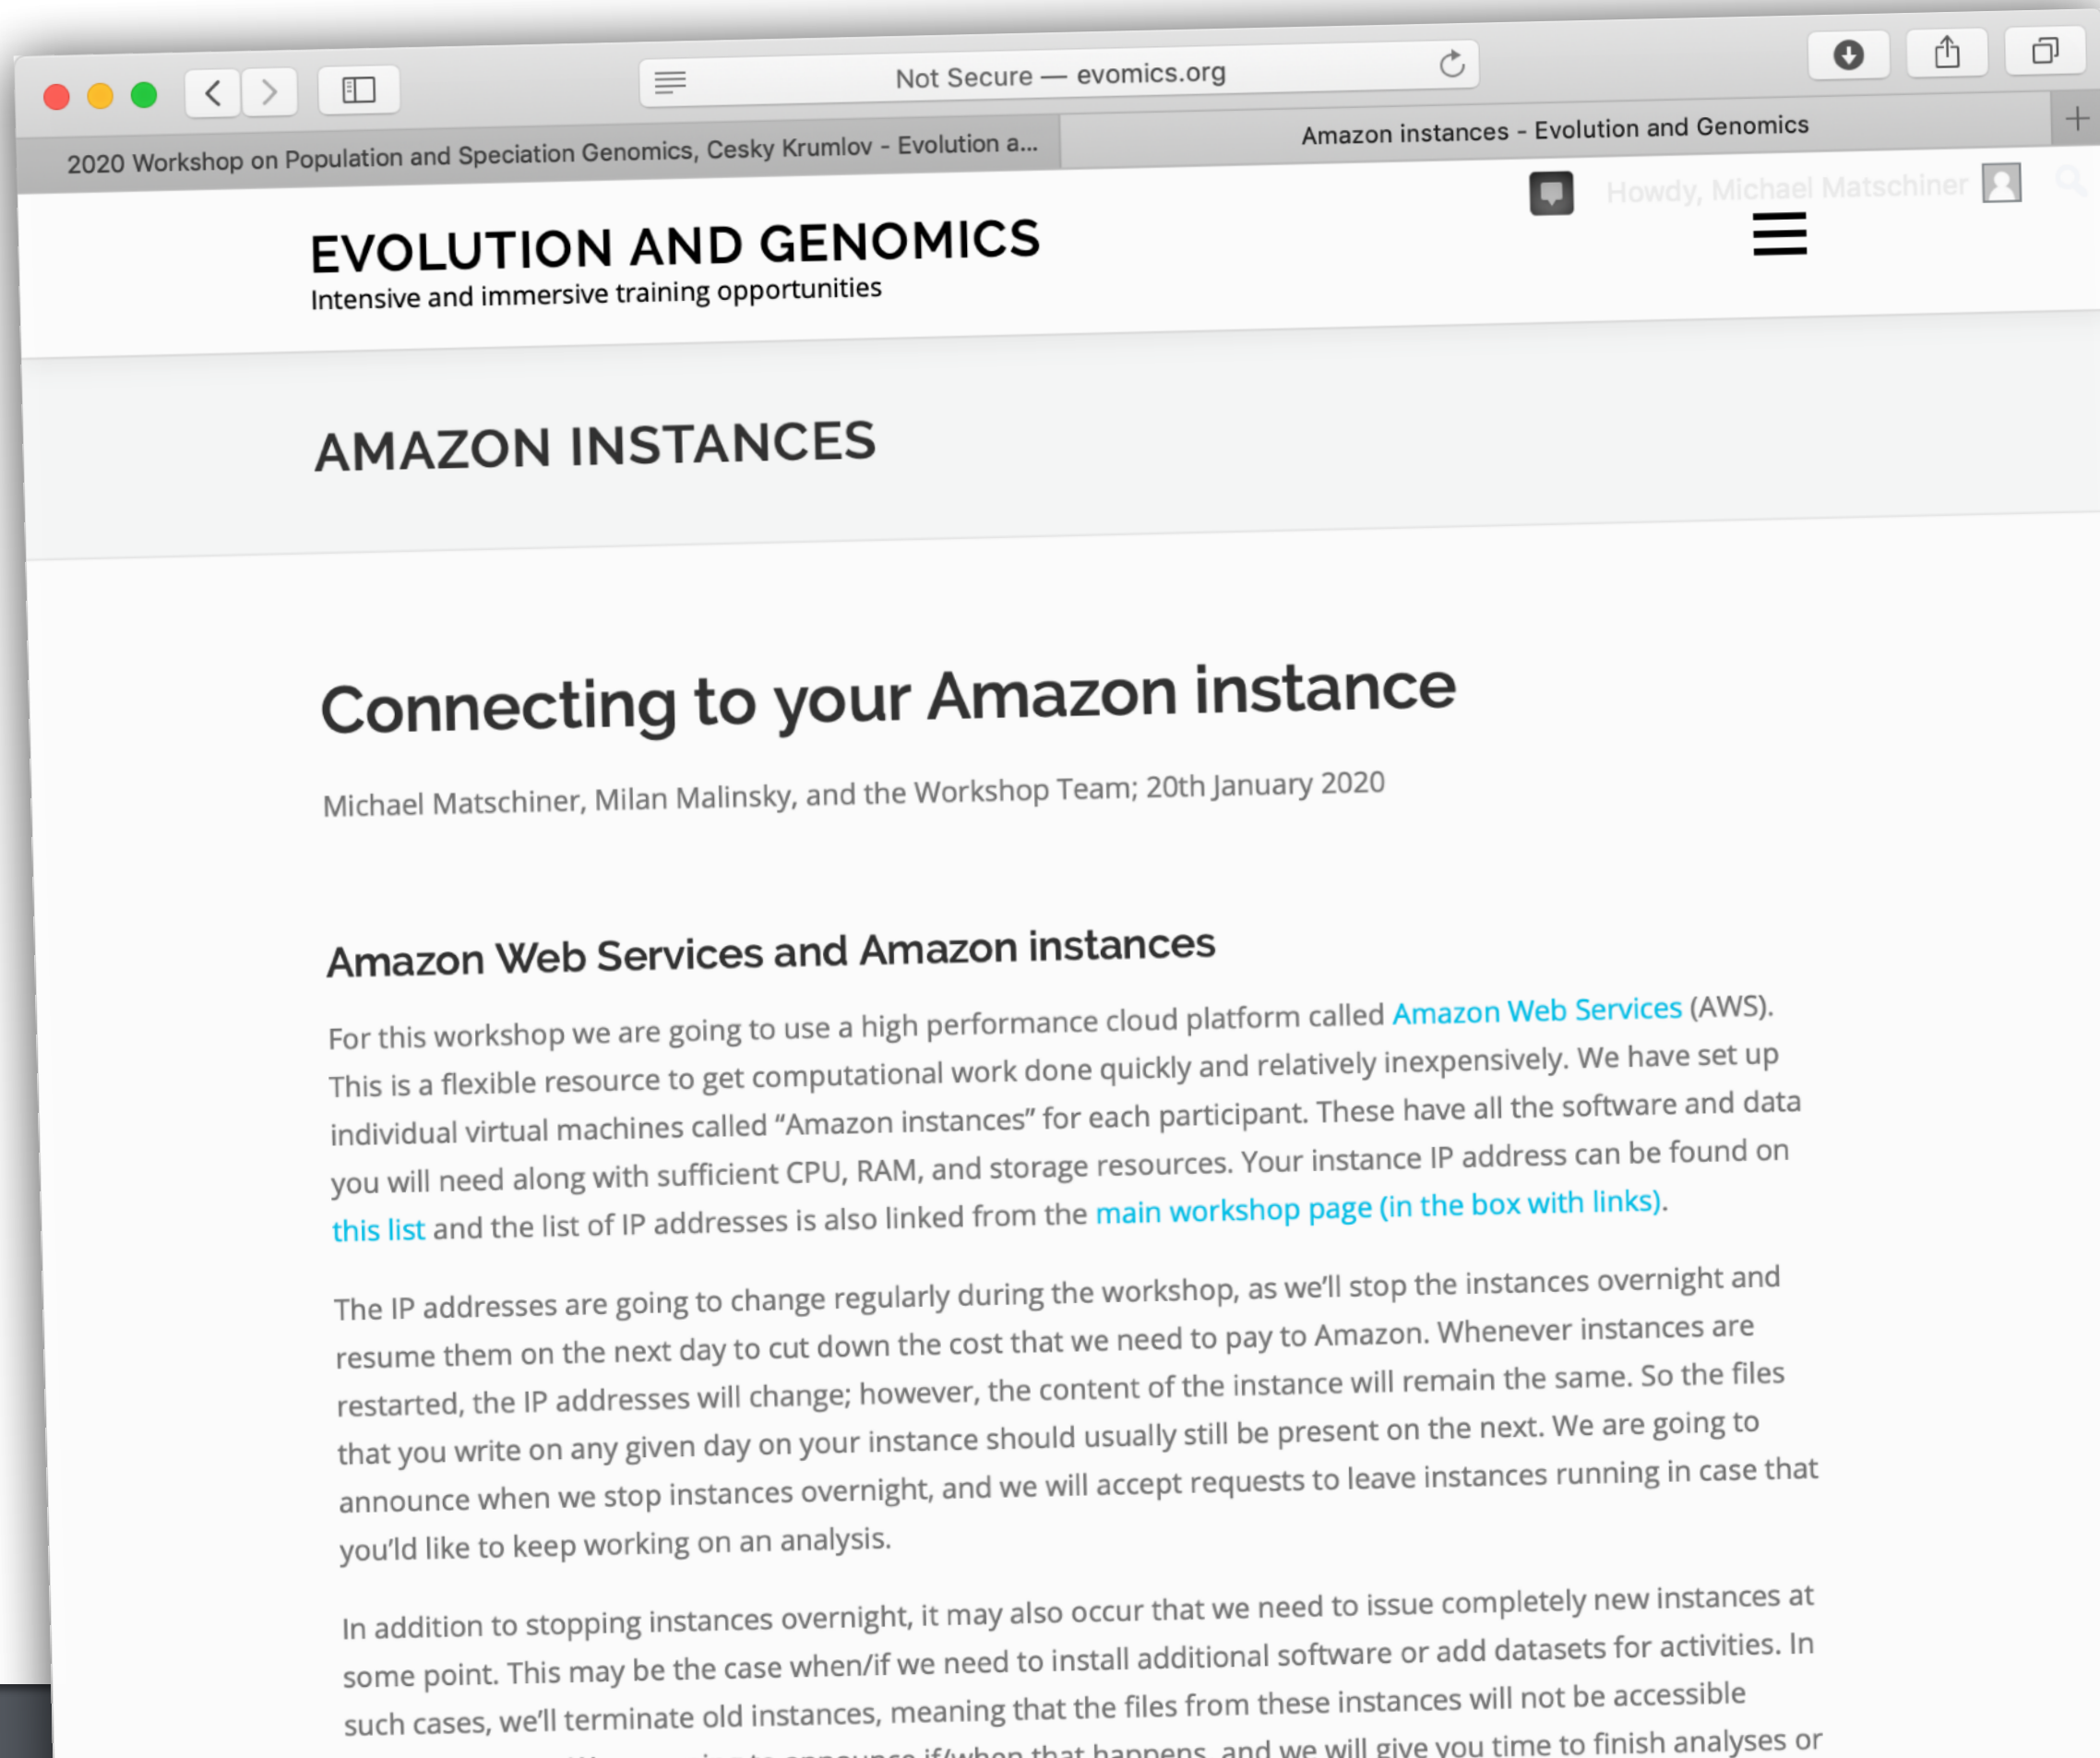 Not Secure — evomics.org
2020 Workshop on Population and Speciation Genomics, Cesky Krumlov - Evolution a...
Amazon instances - Evolution and Genomics
Howdy, Michael Matschiner
EVOLUTION AND GENOMICS
Intensive and immersive training opportunities
AMAZON INSTANCES
Connecting to your Amazon instance
Michael Matschiner, Milan Malinsky, and the Workshop Team; 20th January 2020
Amazon Web Services and Amazon instances
For this workshop we are going to use a high performance cloud platform called Amazon Web Services (AWS).
This is a flexible resource to get computational work done quickly and relatively inexpensively. We have set up
individual virtual machines called “Amazon instances” for each participant. These have all the software and data
you will need along with sufficient CPU, RAM, and storage resources. Your instance IP address can be found on
this list and the list of IP addresses is also linked from the main workshop page (in the box with links).
The IP addresses are going to change regularly during the workshop, as we’ll stop the instances overnight and
resume them on the next day to cut down the cost that we need to pay to Amazon. Whenever instances are
restarted, the IP addresses will change; however, the content of the instance will remain the same. So the files
that you write on any given day on your instance should usually still be present on the next. We are going to
announce when we stop instances overnight, and we will accept requests to leave instances running in case that
you’ld like to keep working on an analysis.
In addition to stopping instances overnight, it may also occur that we need to issue completely new instances at
some point. This may be the case when/if we need to install additional software or add datasets for activities. In
such cases, we’ll terminate old instances, meaning that the files from these instances will not be accessible
announce if/when that happens, and we will give you time to finish analyses or